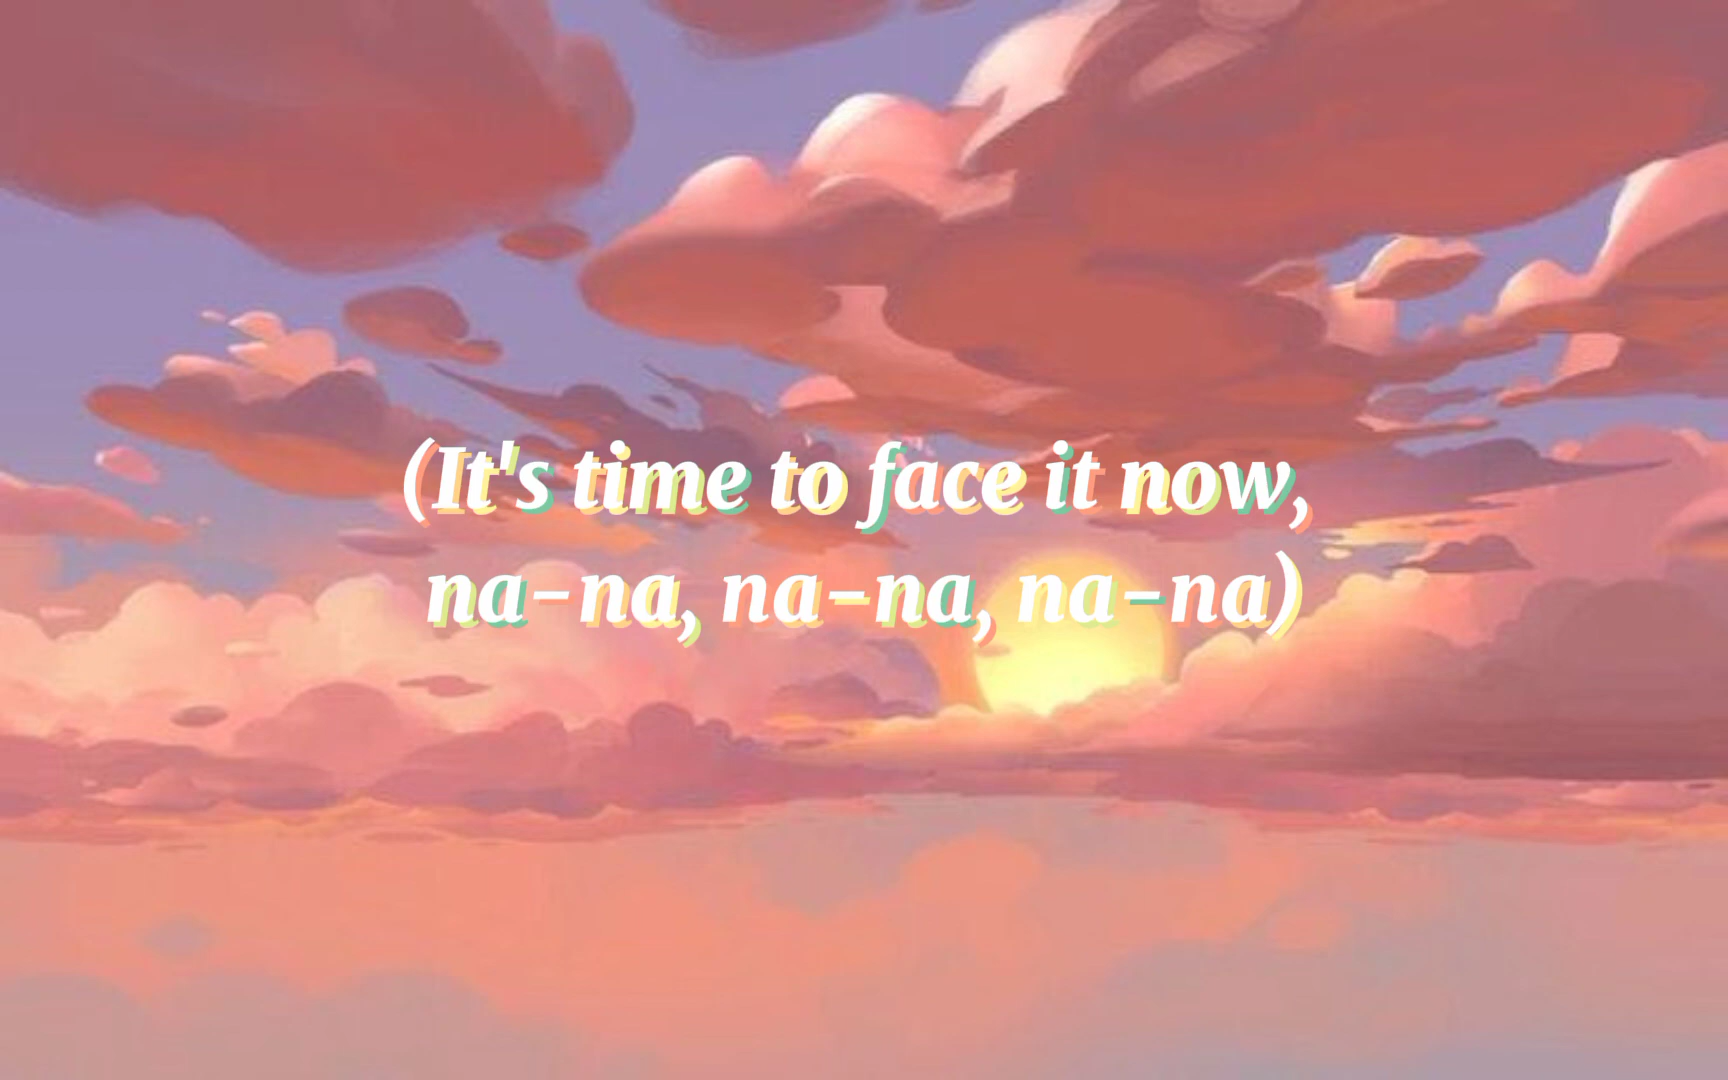 (It's time to face it now,
na-na, na-na, na-na)